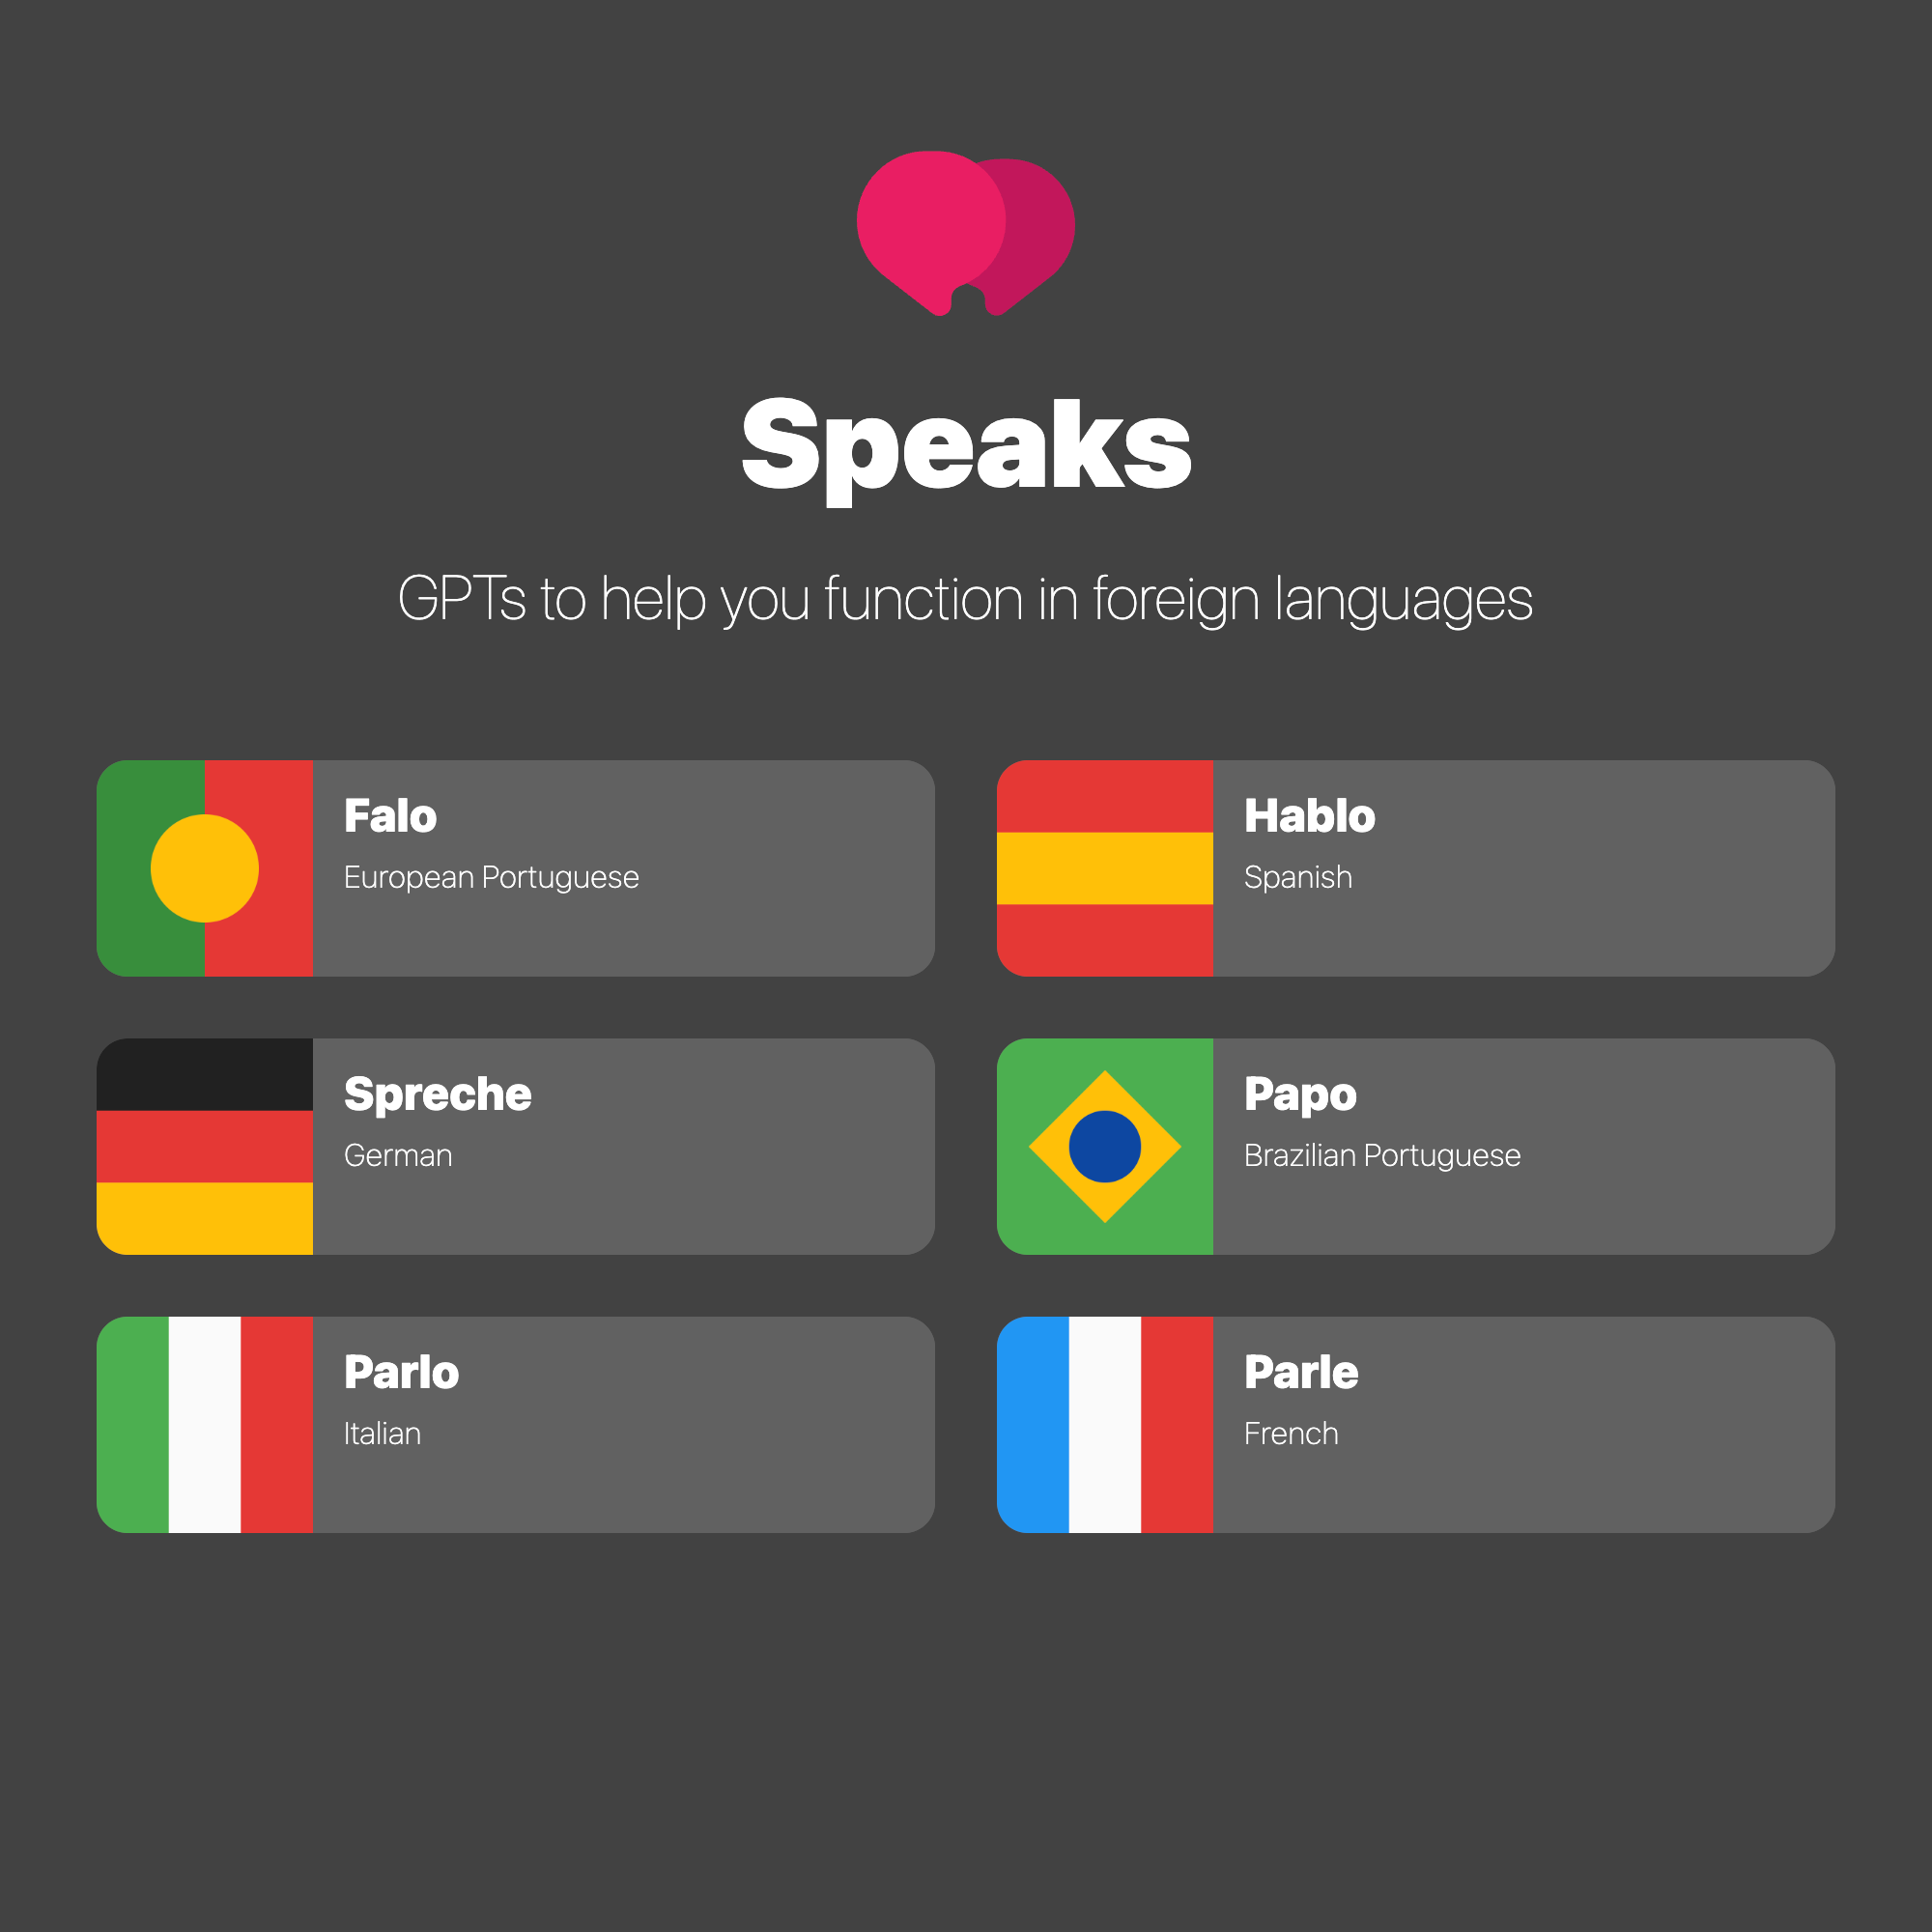 Speaks
GPTs to help you function in foreign languages
Falo
European Portuguese
Hablo
Spanish
Spreche
German
Papo
Brazilian Portuguese
Parlo
Italian
Parle
French